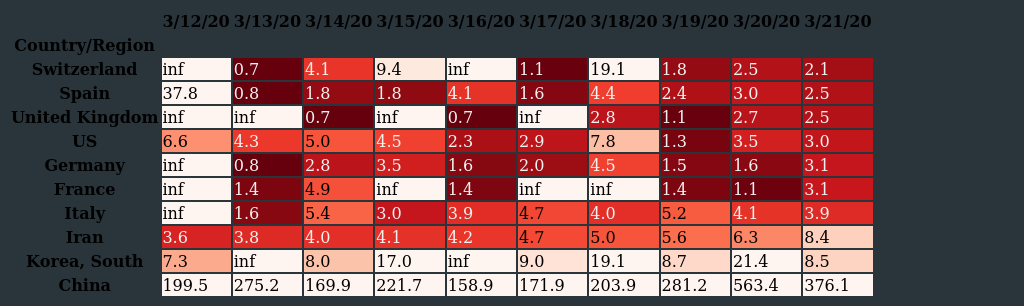 3/12/20 3/13/20 3/14/20 3/15/20 3/16/20 3/17/20 3/18/20 3/19/20 3/20/20 3/21/20
Country/Region
Switzerland inf 0.7 4.1 9.4 inf 1.1 19.1 1.8 2.5 2.1
Spain 37.8 0.8 1.8 1.8 4.1 1.6 4.4 2.4 3.0 2.5
United Kingdom inf inf 0.7 inf 0.7 inf 2.8 1.1 2.7 2.5
US 6.6 4.3 5.0 4.5 2.3 2.9 7.8 1.3 3.5 3.0
Germany inf 0.8 2.8 3.5 1.6 2.0 4.5 1.5 1.6 3.1
France inf 1.4 4.9 inf 1.4 inf inf 1.4 1.1 3.1
Italy inf 1.6 5.4 3.0 3.9 4.7 4.0 5.2 4.1 3.9
Iran 3.6 3.8 4.0 4.1 4.2 4.7 5.0 5.6 6.3 8.4
Korea, South 7.3 inf 8.0 17.0 inf 9.0 19.1 8.7 21.4 8.5
China 199.5 275.2 169.9 221.7 158.9 171.9 203.9 281.2 563.4 376.1